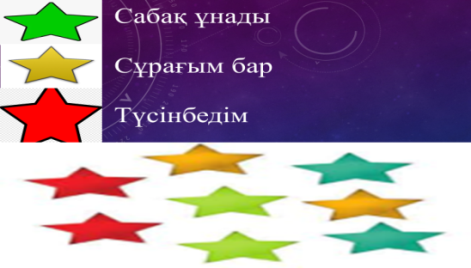 Сабақ ұнады
Сұрағым бар
Түсінбедім